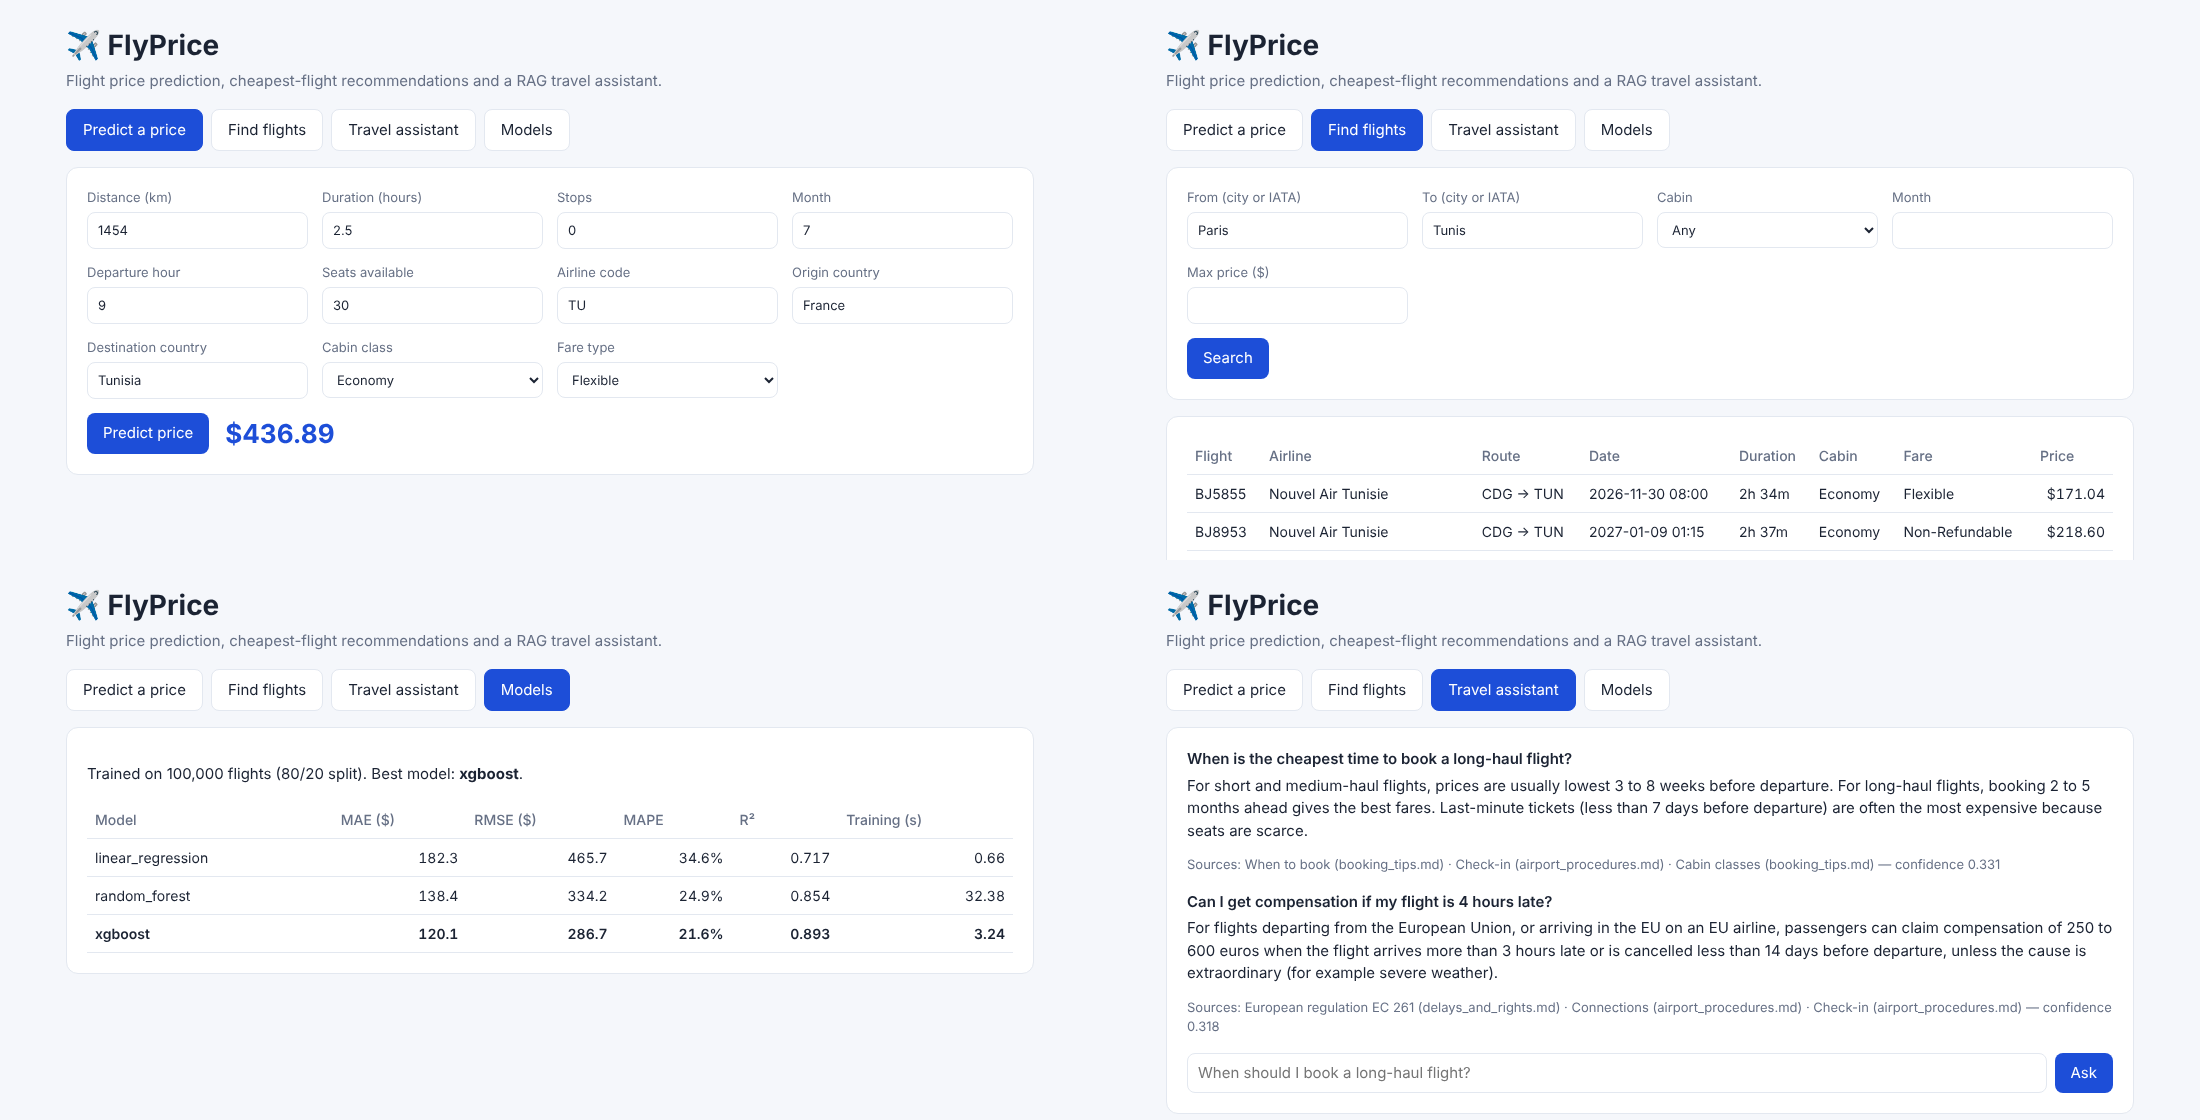 ✈️ FlyPrice
Flight price prediction, cheapest-flight recommendations and a RAG travel assistant.
Predict a price Find flights Travel assistant Models
Distance (km) Duration (hours) Stops Month
1454 2.5 0 7
Departure hour Seats available Airline code Origin country
9 30 TU France
Destination country Cabin class Fare type
Tunisia Economy Flexible
Predict price $436.89
✈️ FlyPrice
Flight price prediction, cheapest-flight recommendations and a RAG travel assistant.
Predict a price Find flights Travel assistant Models
From (city or IATA) To (city or IATA) Cabin Month
Paris Tunis Any
Max price ($)
Search
Flight Airline Route Date Duration Cabin Fare Price
BJ5855 Nouvel Air Tunisie CDG → TUN 2026-11-30 08:00 2h 34m Economy Flexible $171.04
BJ8953 Nouvel Air Tunisie CDG → TUN 2027-01-09 01:15 2h 37m Economy Non-Refundable $218.60
✈️ FlyPrice
Flight price prediction, cheapest-flight recommendations and a RAG travel assistant.
Predict a price Find flights Travel assistant Models
Trained on 100,000 flights (80/20 split). Best model: xgboost.
Model MAE ($) RMSE ($) MAPE R² Training (s)
linear_regression 182.3 465.7 34.6% 0.717 0.66
random_forest 138.4 334.2 24.9% 0.854 32.38
xgboost 120.1 286.7 21.6% 0.893 3.24
✈️ FlyPrice
Flight price prediction, cheapest-flight recommendations and a RAG travel assistant.
Predict a price Find flights Travel assistant Models
When is the cheapest time to book a long-haul flight?
For short and medium-haul flights, prices are usually lowest 3 to 8 weeks before departure. For long-haul flights, booking 2 to 5
months ahead gives the best fares. Last-minute tickets (less than 7 days before departure) are often the most expensive because
seats are scarce.
Sources: When to book (booking_tips.md) · Check-in (airport_procedures.md) · Cabin classes (booking_tips.md) — confidence 0.331
Can I get compensation if my flight is 4 hours late?
For flights departing from the European Union, or arriving in the EU on an EU airline, passengers can claim compensation of 250 to
600 euros when the flight arrives more than 3 hours late or is cancelled less than 14 days before departure, unless the cause is
extraordinary (for example severe weather).
Sources: European regulation EC 261 (delays_and_rights.md) · Connections (airport_procedures.md) · Check-in (airport_procedures.md) — confidence
0.318
When should I book a long-haul flight? Ask